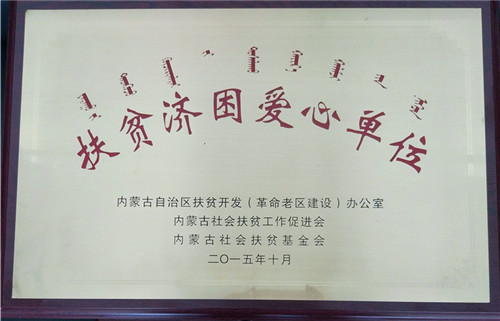 扶贫济困爱心单位
内蒙古自治区扶贫开发（革命老区建设）办公室
内蒙古社会扶贫工作促进会
内蒙古社会扶贫基金会
二〇一五年十月